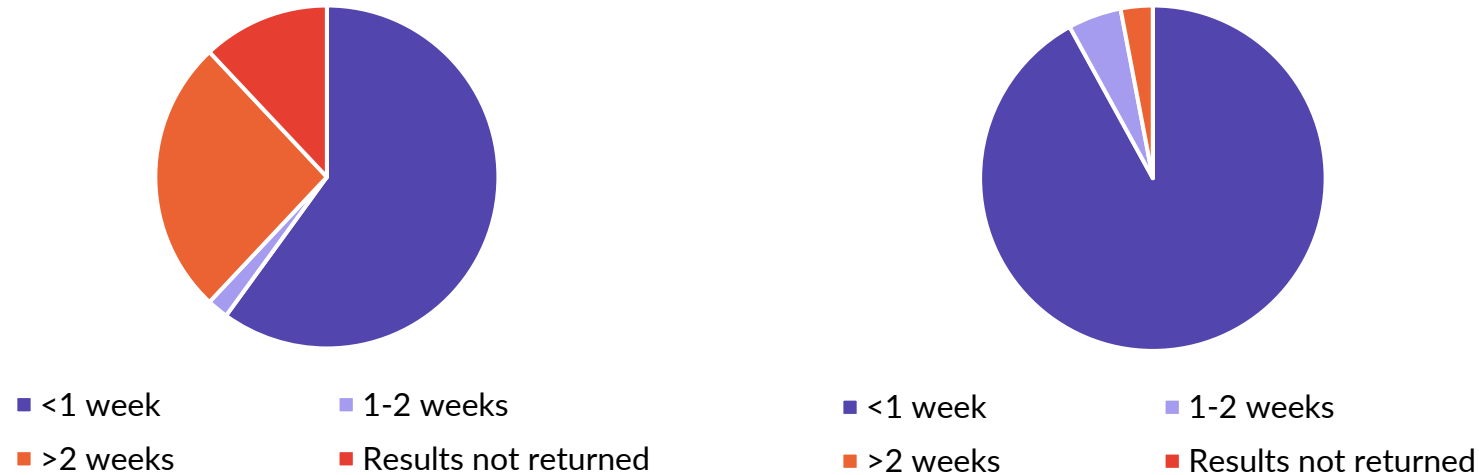 <1 week
1-2 weeks
>2 weeks
Results not returned
<1 week
1-2 weeks
>2 weeks
Results not returned